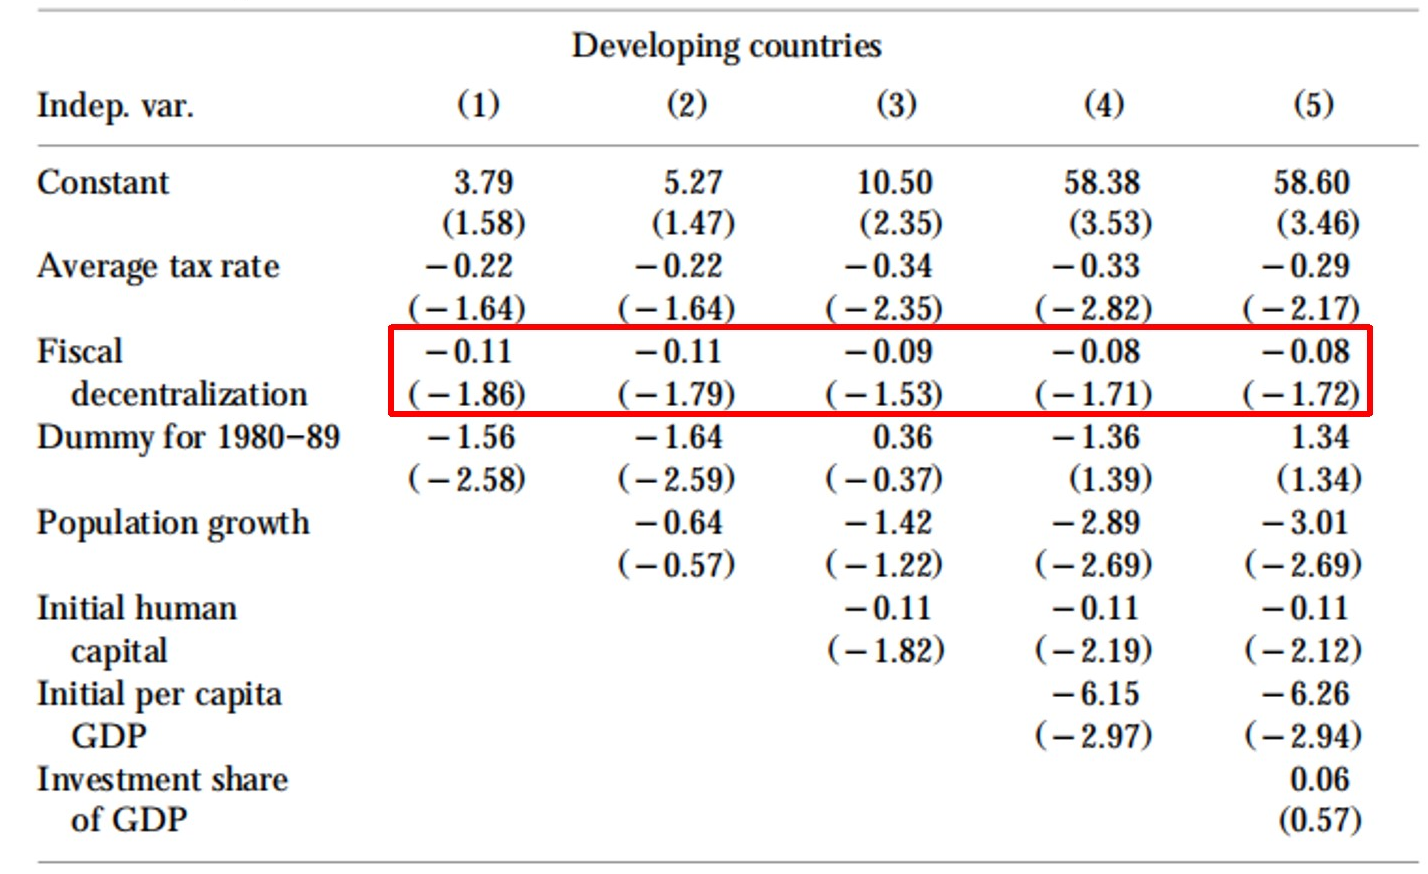 Developing countries
Indep. var. (1) (2) (3) (4) (5)
Constant 3.79 5.27 10.50 58.38 58.60
(1.58) (1.47) (2.35) (3.53) (3.46)
Average tax rate −0.22 −0.22 −0.34 −0.33 −0.29
(−1.64) (−1.64) (−2.35) (−2.82) (−2.17)
Fiscal −0.11 −0.11 −0.09 −0.08 −0.08
decentralization (−1.86) (−1.79) (−1.53) (−1.71) (−1.72)
Dummy for 1980−89 −1.56 −1.64 0.36 −1.36 1.34
(−2.58) (−2.59) (−0.37) (1.39) (1.34)
Population growth −0.64 −1.42 −2.89 −3.01
(−0.57) (−1.22) (−2.69) (−2.69)
Initial human −0.11 −0.11 −0.11
capital (−1.82) (−2.19) (−2.12)
Initial per capita −6.15 −6.26
GDP (−2.97) (−2.94)
Investment share 0.06
of GDP (0.57)